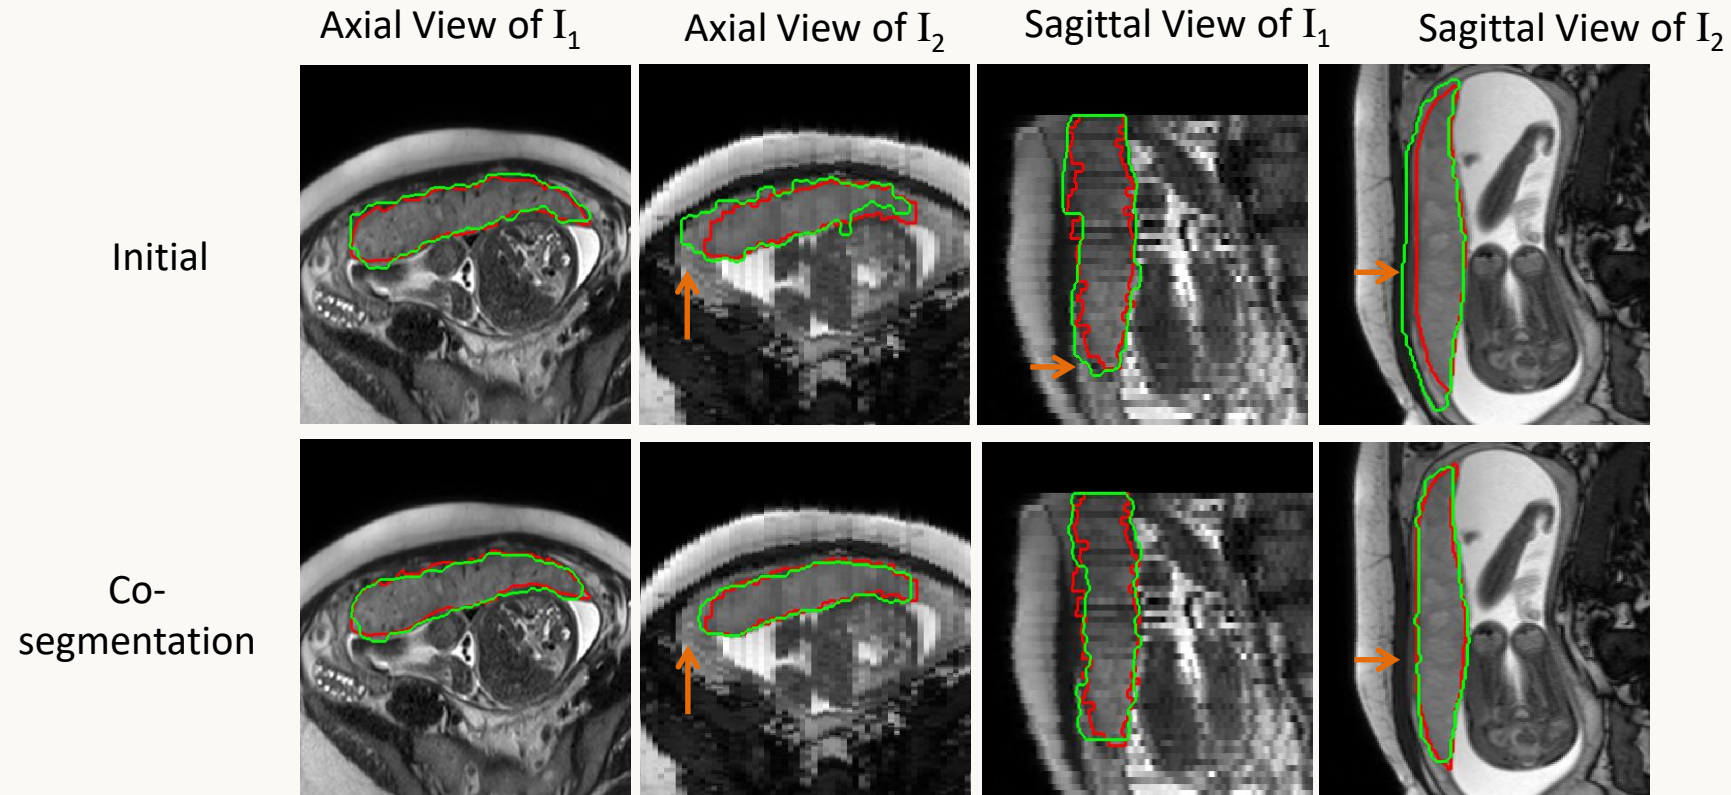 Axial View of I₁
Axial View of I₂
Sagittal View of I₁
Sagittal View of I₂
Initial
Co-
segmentation